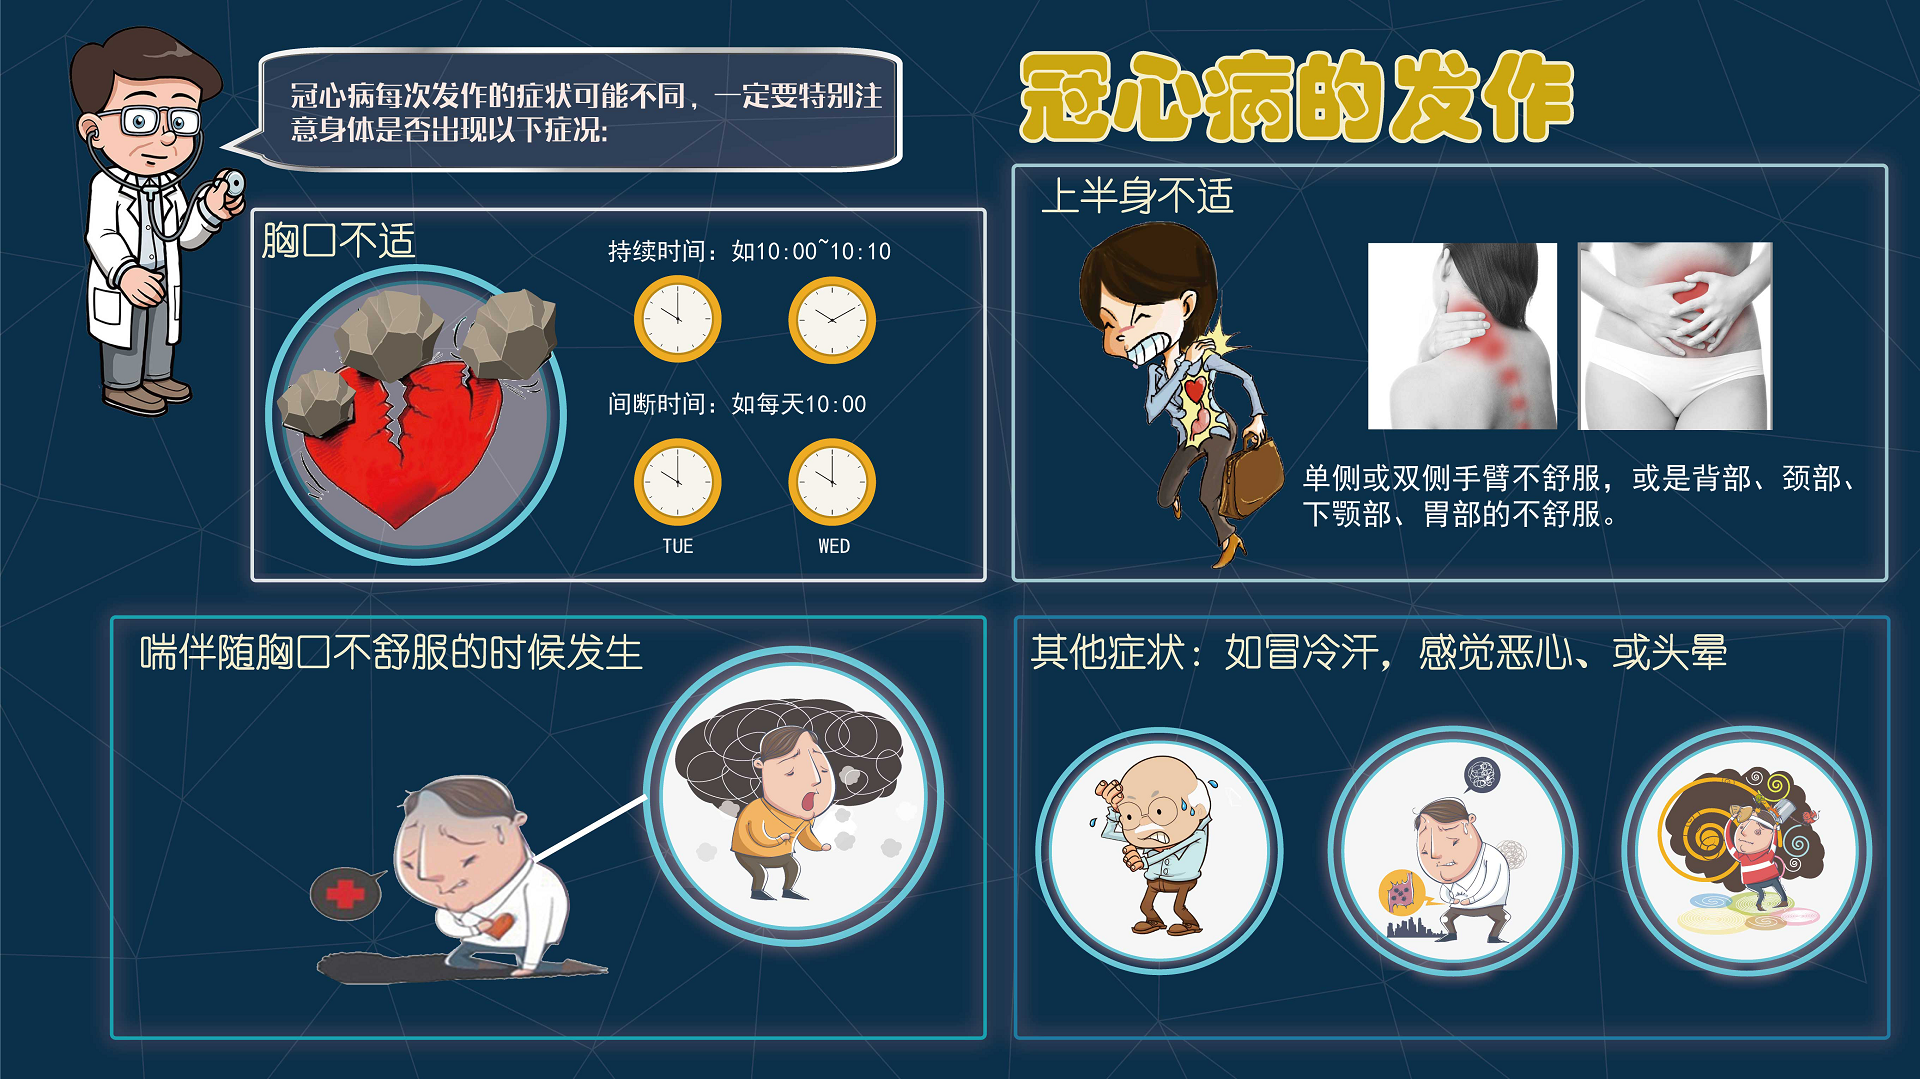 冠心病的发作
冠心病每次发作的症状可能不同，一定要特别注
意身体是否出现以下症况：
胸口不适
持续时间：如10:00~10:10
间断时间：如每天10:00
TUE
WED
上半身不适
单侧或双侧手臂不舒服，或是背部、颈部、
下颚部、胃部的不舒服。
喘伴随胸口不舒服的时候发生
其他症状：如冒冷汗，感觉恶心、或头晕